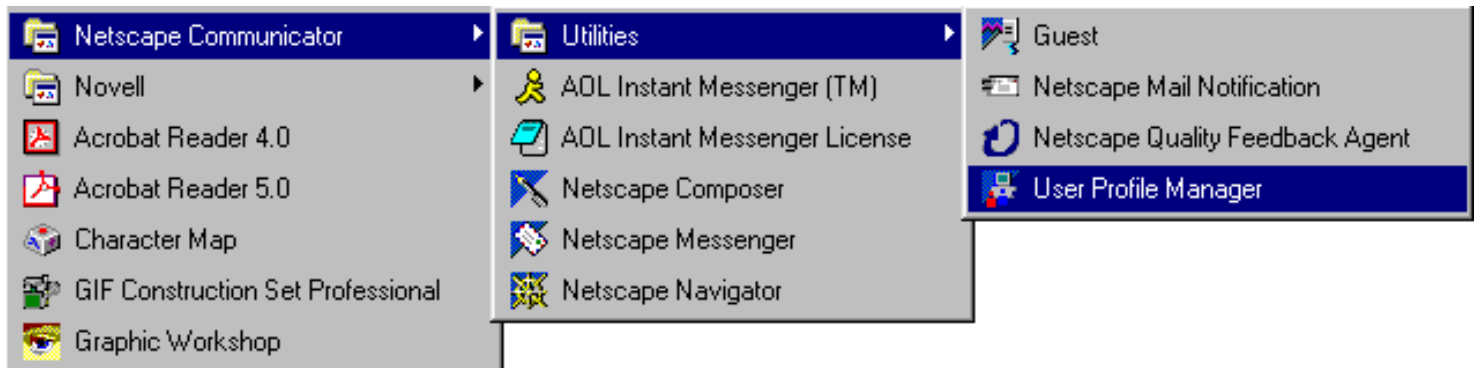 Netscape Communicator
Novell
Acrobat Reader 4.0
Acrobat Reader 5.0
Character Map
GIF Construction Set Professional
Graphic Workshop
Utilities
AOL Instant Messenger (TM)
AOL Instant Messenger License
Netscape Composer
Netscape Messenger
Netscape Navigator
Guest
Netscape Mail Notification
Netscape Quality Feedback Agent
User Profile Manager